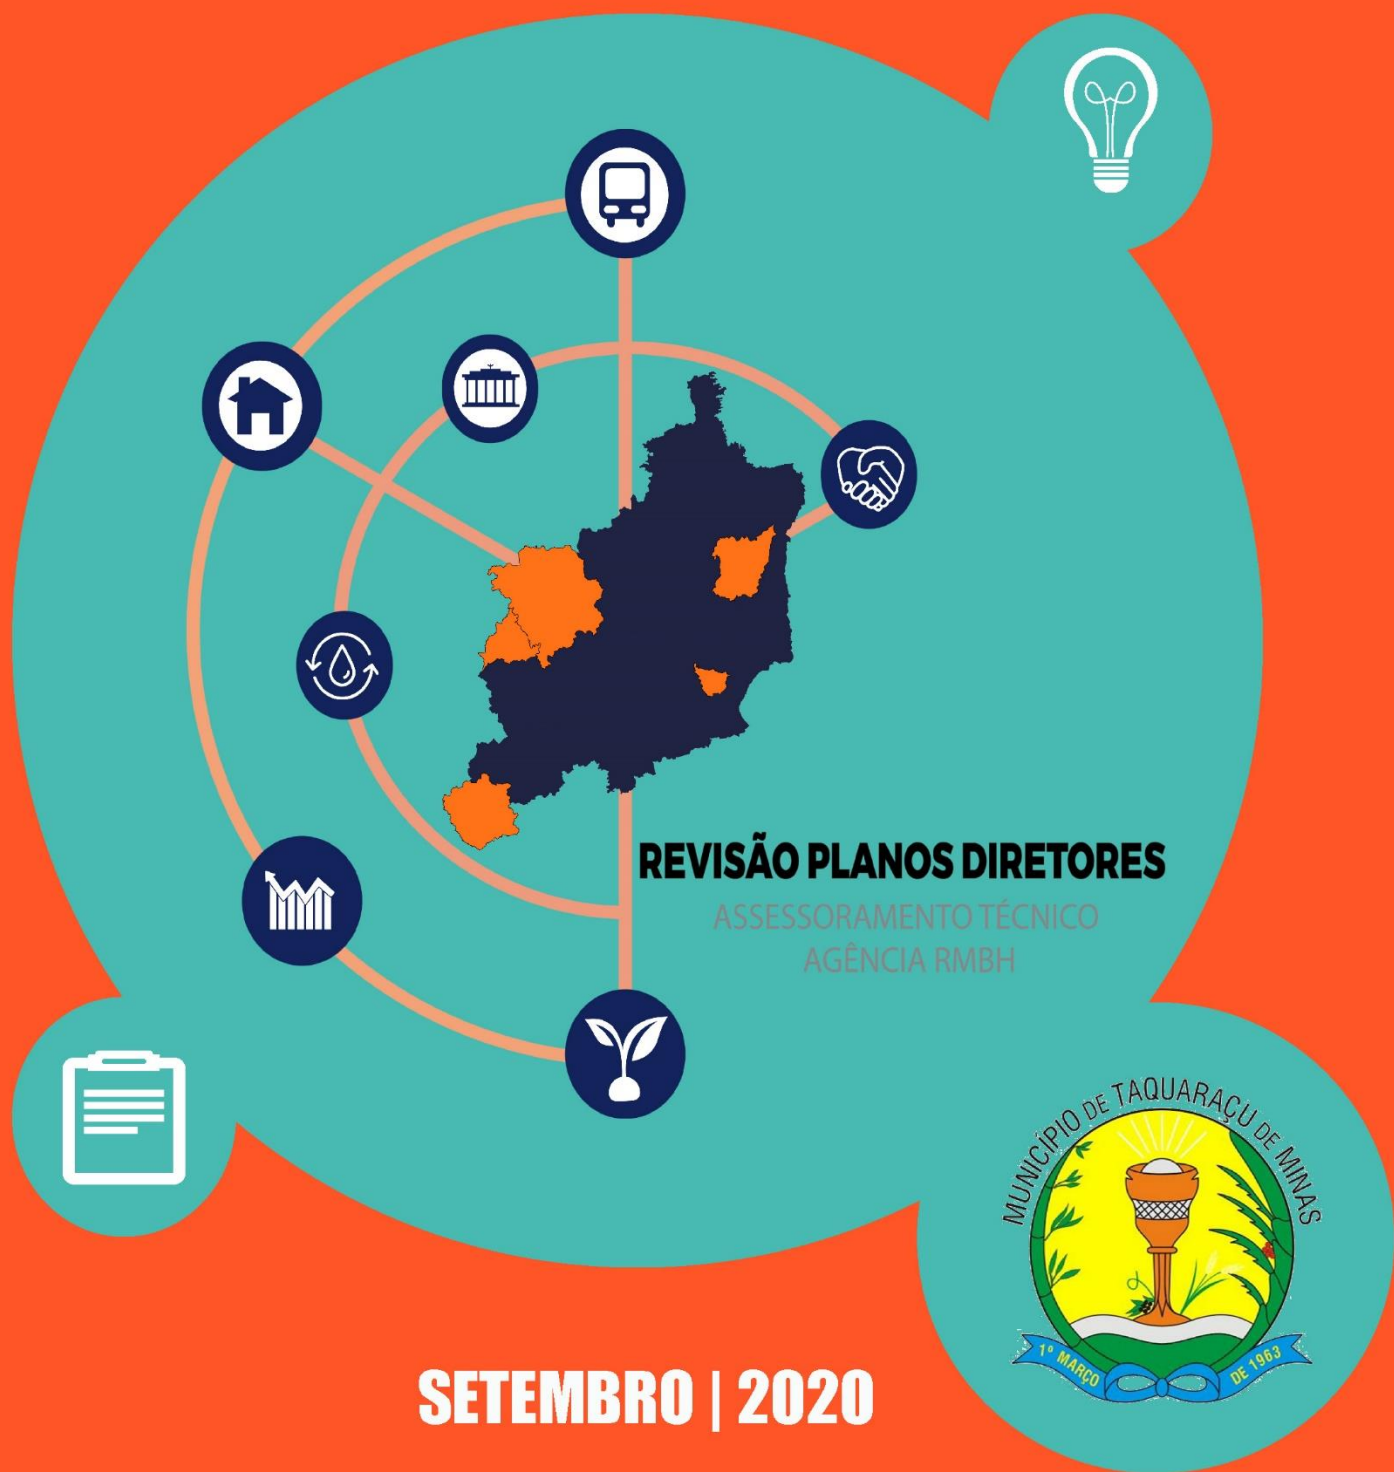 REVISÃO PLANOS DIRETORES
ASSESSORAMENTO TÉCNICO
AGÊNCIA RMBH
MUNICÍPIO DE TAQUARAÇU DE MINAS
1º MARÇO DE 1963
SETEMBRO | 2020